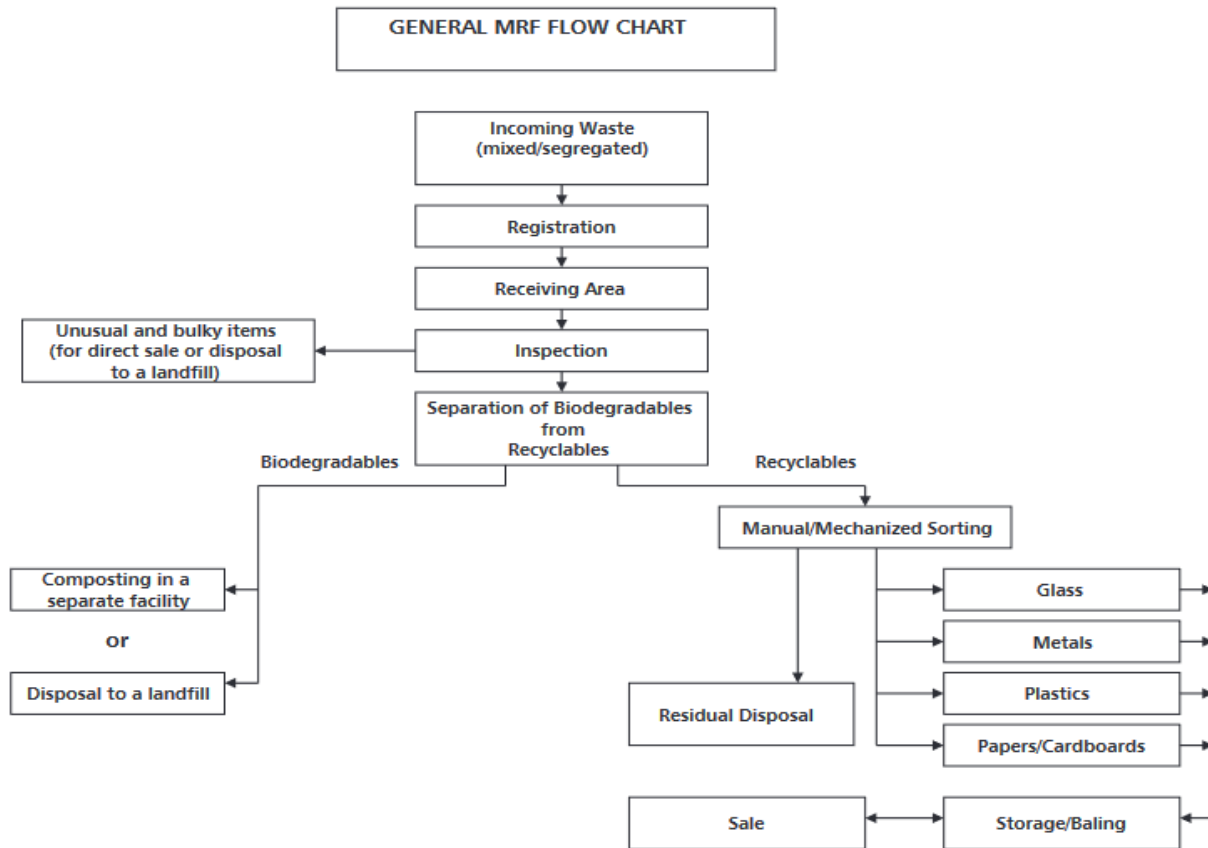 GENERAL MRF FLOW CHART
Incoming Waste
(mixed/segregated)
Registration
Receiving Area
Unusual and bulky items
(for direct sale or disposal
to a landfill)
Inspection
Separation of Biodegradables
from
Recyclables
Biodegradables
Recyclables
Manual/Mechanized Sorting
Composting in a
separate facility
or
Disposal to a landfill
Glass
Metals
Plastics
Residual Disposal
Papers/Cardboards
Sale
Storage/Baling